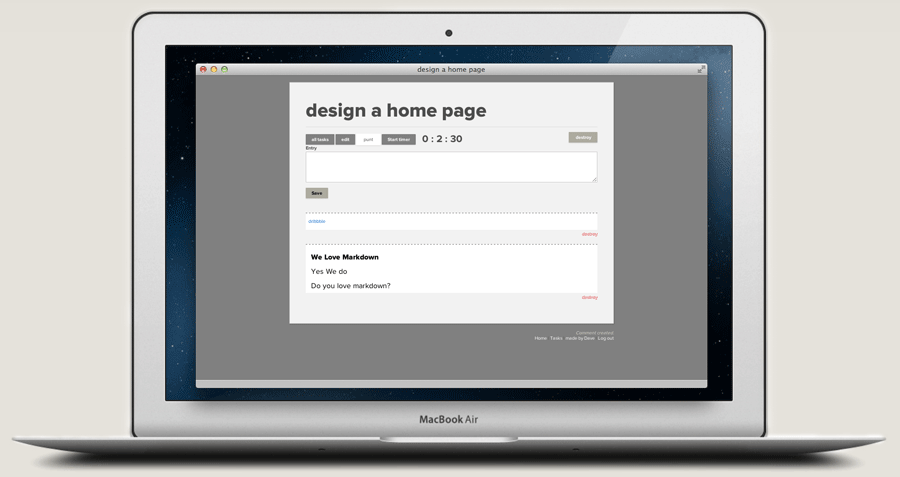 design a home page
design a home page
all tasks edit punt Start timer 0 : 2 : 30 destroy
Entry
Save
dribbble
destroy
We Love Markdown
Yes We do
Do you love markdown?
destroy
Comment created
Home Tasks made by Dave Log out
MacBook Air